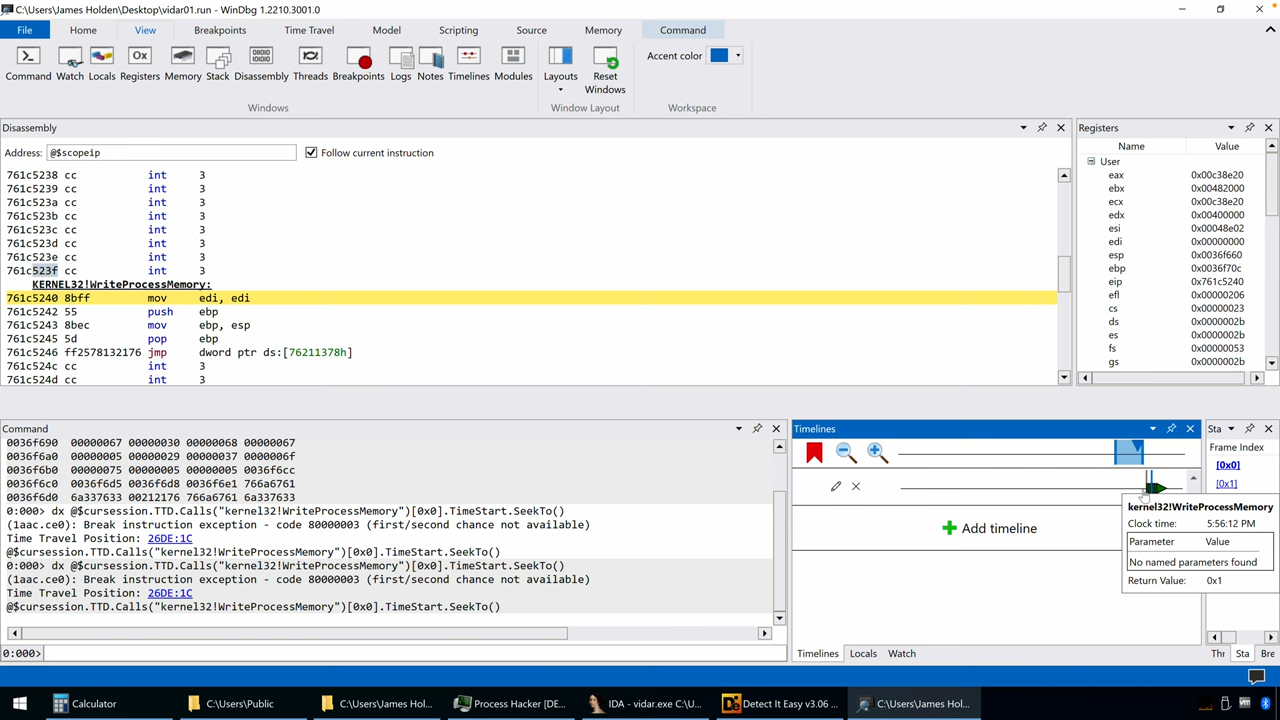 C:\Users\James Holden\Desktop\vidar01.run - WinDbg 1.2210.3001.0
File Home View Breakpoints Time Travel Model Scripting Source Memory Command
Command Watch Locals Registers Memory Stack Disassembly Threads Breakpoints Logs Notes Timelines Modules Layouts Reset Windows
Accent color
Windows Window Layout Workspace
Disassembly
Address: @$scopeip Follow current instruction
761c5238 cc int 3
761c5239 cc int 3
761c523a cc int 3
761c523b cc int 3
761c523c cc int 3
761c523d cc int 3
761c523e cc int 3
761c523f cc int 3
KERNEL32!WriteProcessMemory:
761c5240 8bff mov edi, edi
761c5242 55 push ebp
761c5243 8bec mov ebp, esp
761c5245 5d pop ebp
761c5246 ff2578132176 jmp dword ptr ds:[76211378h]
761c524c cc int 3
761c524d cc int 3
Registers
Name Value
User
eax 0x00c38e20
ebx 0x00482000
ecx 0x00c38e20
edx 0x00400000
esi 0x00048e02
edi 0x00000000
esp 0x0036f660
ebp 0x0036f70c
eip 0x761c5240
efl 0x00000206
cs 0x00000023
ds 0x0000002b
es 0x0000002b
fs 0x00000053
gs 0x0000002b
Command
0036f690 00000067 00000030 00000068 00000067
0036f6a0 00000075 00000029 00000037 0000006f
0036f6b0 00000075 00000005 00000005 0036f6cc
0036f6c0 0036f6d5 0036f6d8 0036f6e1 766a6761
0036f6d0 6a337633 00212176 766a6761 6a337633
0:000> dx @$cursession.TTD.Calls("kernel32!WriteProcessMemory")[0x0].TimeStart.SeekTo()
(1aac.ce0): Break instruction exception - code 80000003 (first/second chance not available)
Time Travel Position: 26DE:1C
@$cursession.TTD.Calls("kernel32!WriteProcessMemory")[0x0].TimeStart.SeekTo()
0:000> dx @$cursession.TTD.Calls("kernel32!WriteProcessMemory")[0x0].TimeStart.SeekTo()
(1aac.ce0): Break instruction exception - code 80000003 (first/second chance not available)
Time Travel Position: 26DE:1C
@$cursession.TTD.Calls("kernel32!WriteProcessMemory")[0x0].TimeStart.SeekTo()
0:000>
Timelines
Add timeline
kernel32!WriteProcessMemory
Clock time: 5:56:12 PM
Parameter Value
No named parameters found
Return Value: 0x1
Timelines Locals Watch
Sta
Frame Index
[0x0]
[0x1]
Thr Sta Bre
Calculator C:\Users\Public C:\Users\James Hol... Process Hacker [DE... IDA - vidar.exe C:\U... Detect It Easy v3.06 ... C:\Users\James Hol...